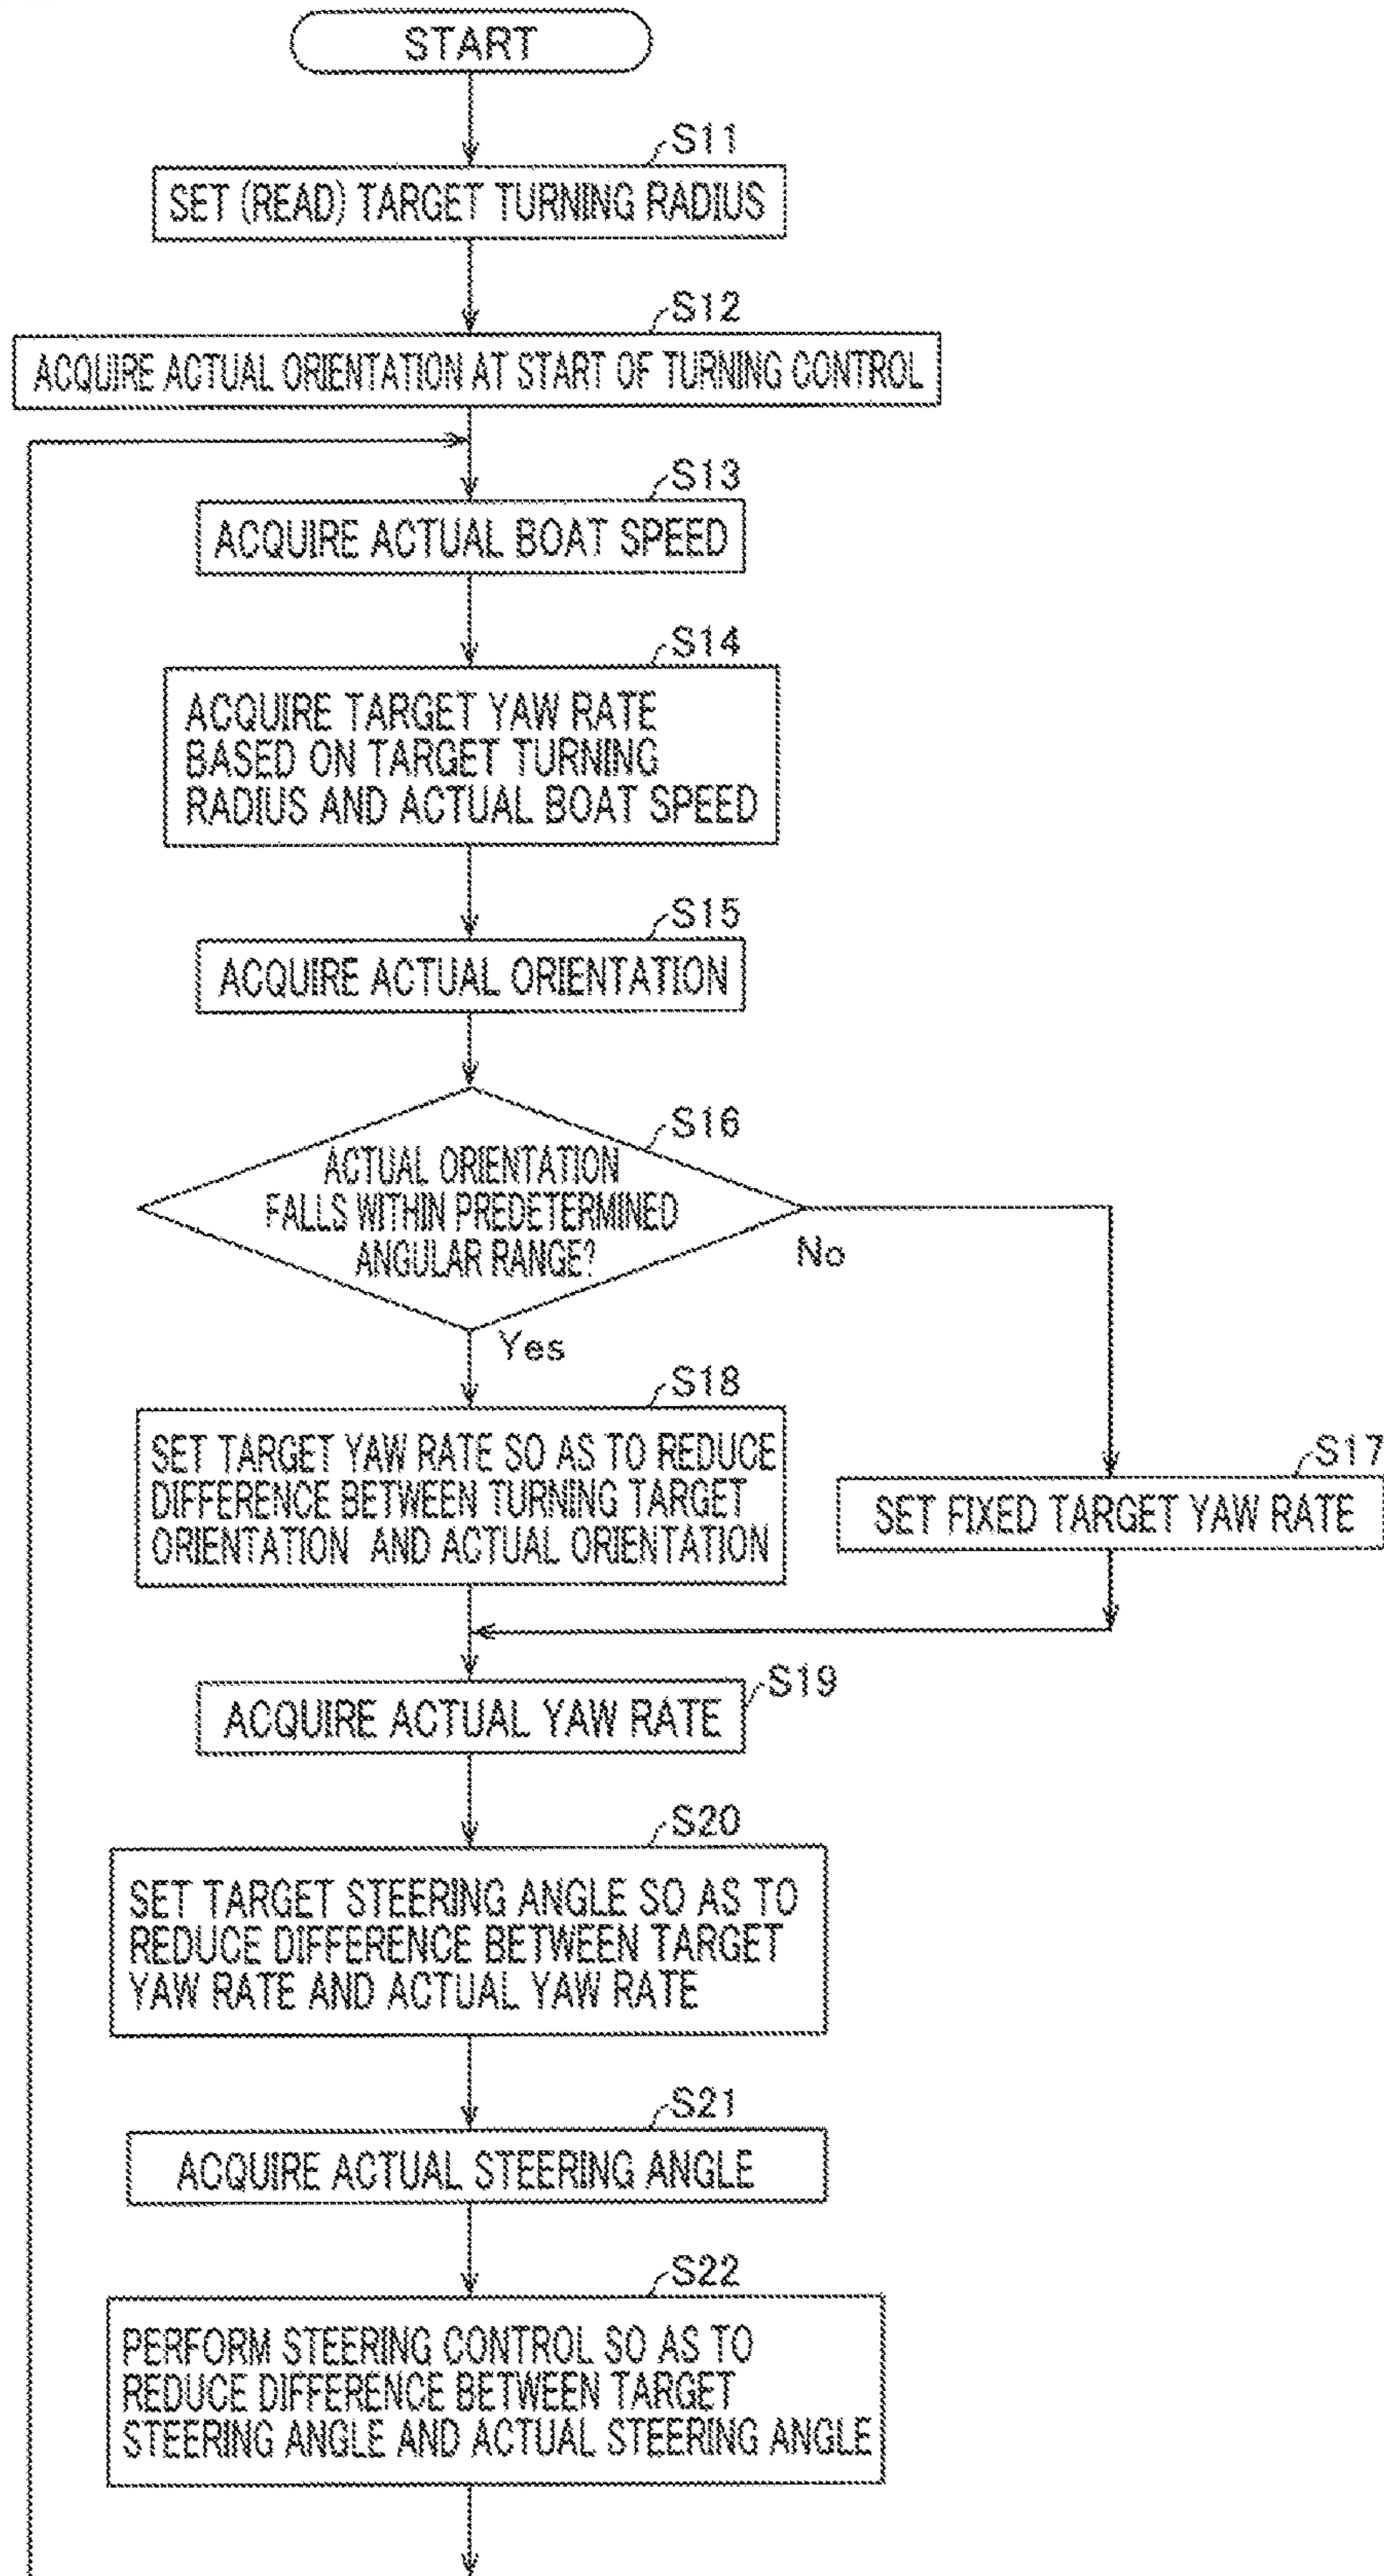 START
S11
SET (READ) TARGET TURNING RADIUS
S12
ACQUIRE ACTUAL ORIENTATION AT START OF TURNING CONTROL
S13
ACQUIRE ACTUAL BOAT SPEED
S14
ACQUIRE TARGET YAW RATE
BASED ON TARGET TURNING
RADIUS AND ACTUAL BOAT SPEED
S15
ACQUIRE ACTUAL ORIENTATION
S16
ACTUAL ORIENTATION
FALLS WITHIN PREDETERMINED
ANGULAR RANGE?
No
Yes
S18
SET TARGET YAW RATE SO AS TO REDUCE
DIFFERENCE BETWEEN TURNING TARGET
ORIENTATION AND ACTUAL ORIENTATION
S17
SET FIXED TARGET YAW RATE
S19
ACQUIRE ACTUAL YAW RATE
S20
SET TARGET STEERING ANGLE SO AS TO
REDUCE DIFFERENCE BETWEEN TARGET
YAW RATE AND ACTUAL YAW RATE
S21
ACQUIRE ACTUAL STEERING ANGLE
S22
PERFORM STEERING CONTROL SO AS TO
REDUCE DIFFERENCE BETWEEN TARGET
STEERING ANGLE AND ACTUAL STEERING ANGLE